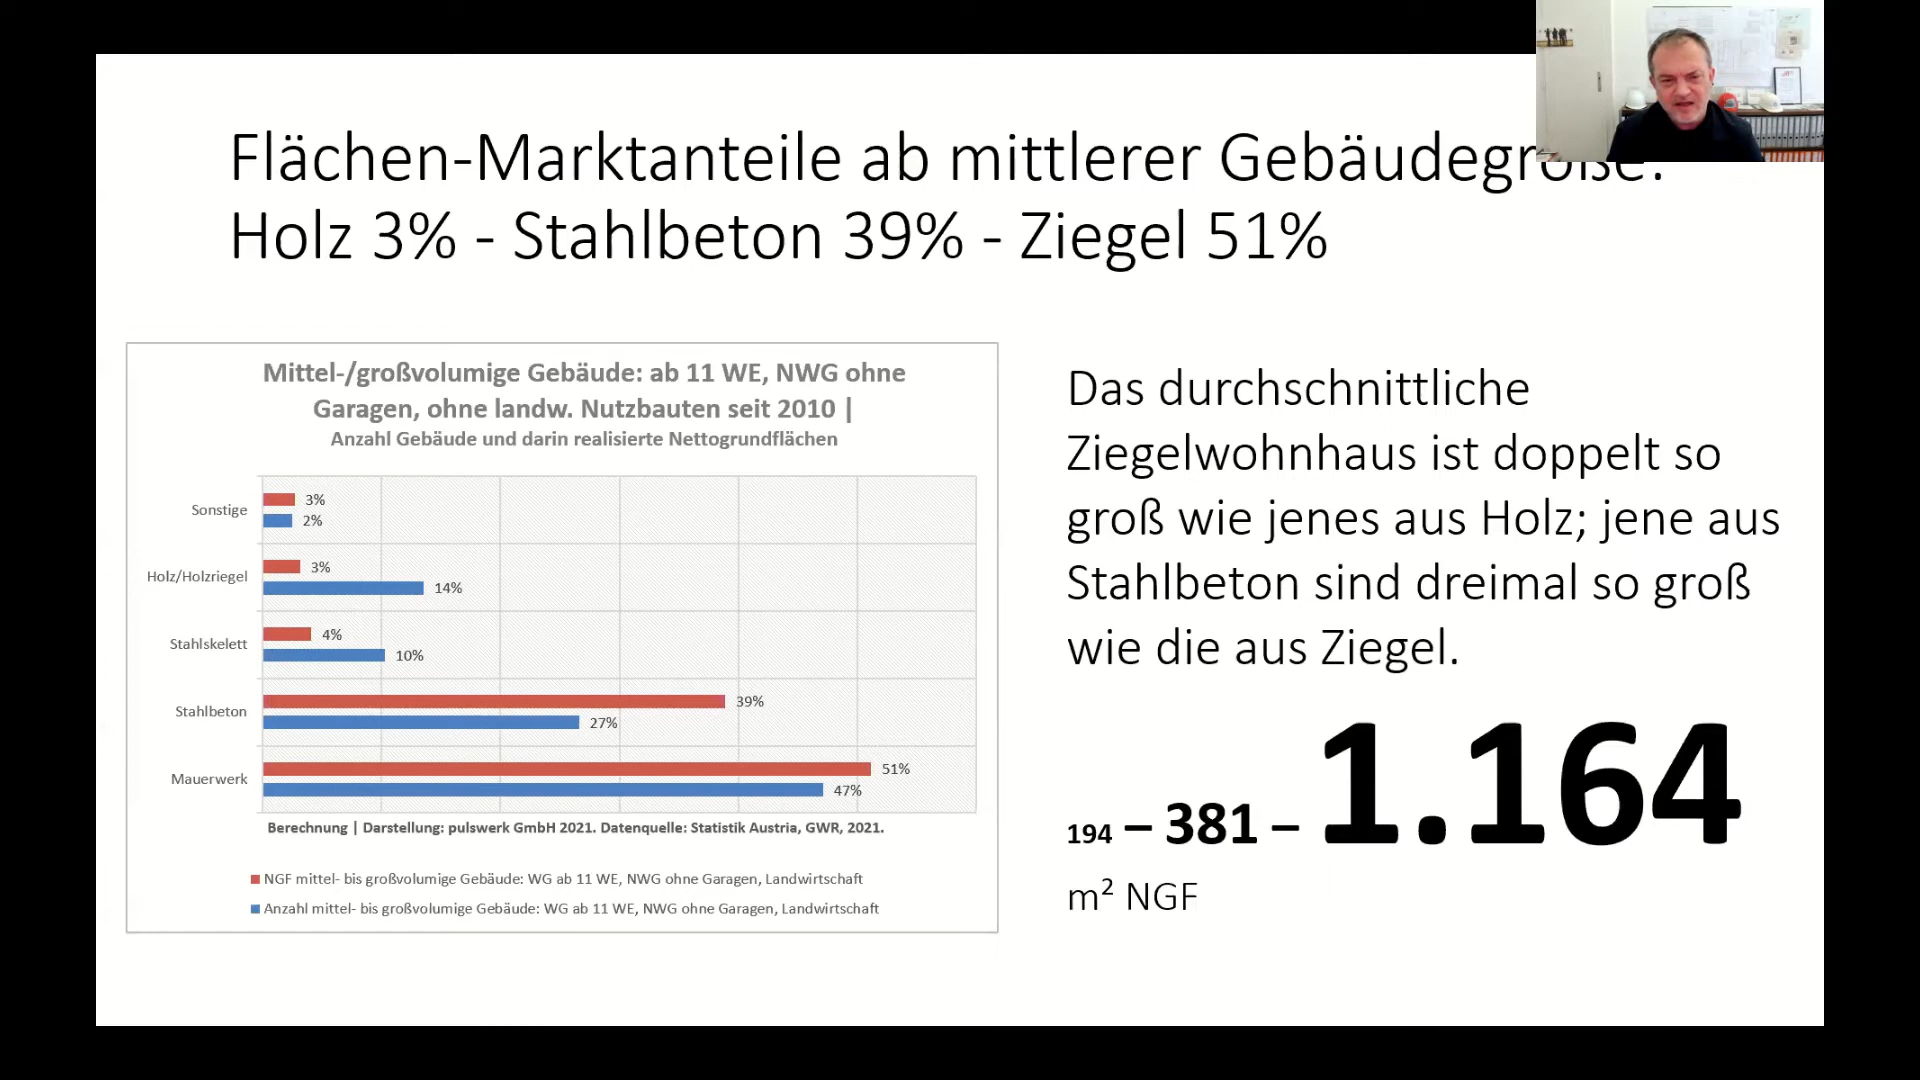 Flächen-Marktanteile ab mittlerer Gebäudegröße:
Holz 3% - Stahlbeton 39% - Ziegel 51%
Mittel-/großvolumige Gebäude: ab 11 WE, NWG ohne
Garagen, ohne landw. Nutzbauten seit 2010 |
Anzahl Gebäude und darin realisierte Nettogrundflächen
Sonstige
3%
2%
Holz/Holzriegel
3%
14%
Stahlskelett
4%
10%
Stahlbeton
39%
27%
Mauerwerk
51%
47%
Berechnung | Darstellung: pulswerk GmbH 2021. Datenquelle: Statistik Austria, GWR, 2021.
NGF mittel- bis großvolumige Gebäude: WG ab 11 WE, NWG ohne Garagen, Landwirtschaft
Anzahl mittel- bis großvolumige Gebäude: WG ab 11 WE, NWG ohne Garagen, Landwirtschaft
Das durchschnittliche
Ziegelwohnhaus ist doppelt so
groß wie jenes aus Holz; jene aus
Stahlbeton sind dreimal so groß
wie die aus Ziegel.
194 – 381 – 1.164
m² NGF